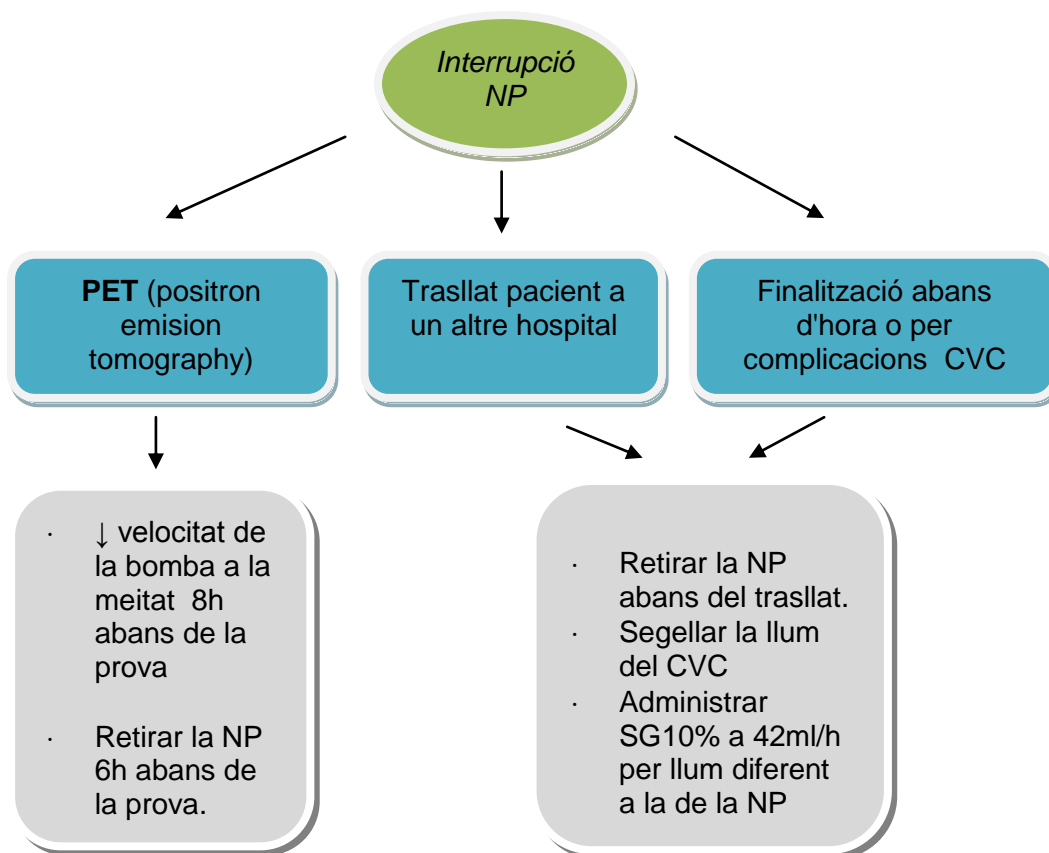 Interrupció
NP
PET (positron
emision
tomography)
Trasllat pacient a
un altre hospital
Finalització abans
d'hora o per
complicacions CVC
· ↓ velocitat de
la bomba a la
meitat 8h
abans de la
prova
· Retirar la NP
6h abans de
la prova.
· Retirar la NP
abans del trasllat.
· Segellar la llum
del CVC
· Administrar
SG10% a 42ml/h
per llum diferent
a la de la NP